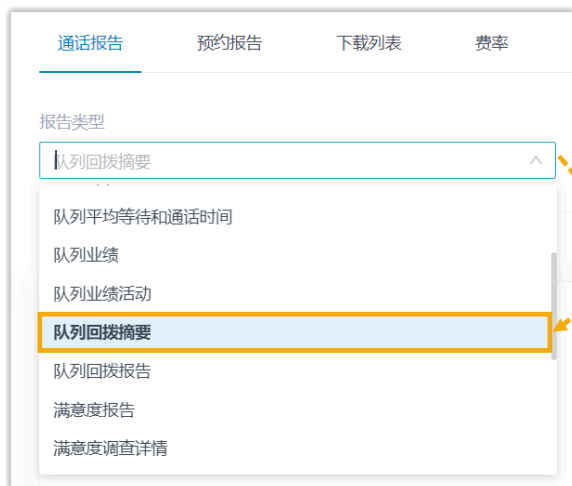 通话报告 预约报告 下载列表 费率
报告类型
队列回拨摘要
队列平均等待和通话时间
队列业绩
队列业绩活动
队列回拨摘要
队列回拨报告
满意度报告
满意度调查详情